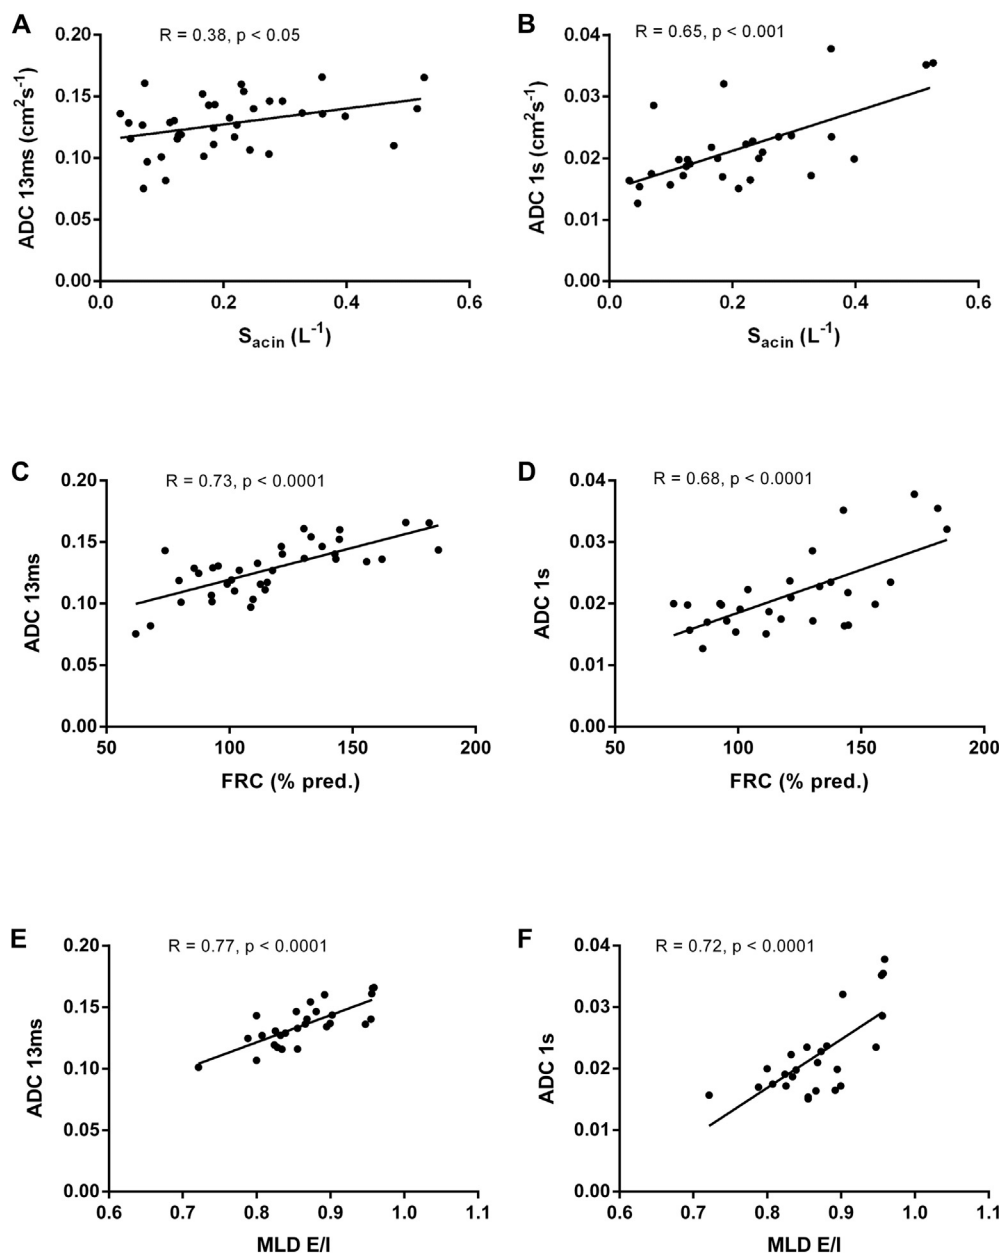 A
R = 0.38, p < 0.05
ADC 13ms (cm²s⁻¹)
0.20
0.15
0.10
0.05
0.00
0.0 0.2 0.4 0.6
Sacin (L⁻¹)
B
R = 0.65, p < 0.001
ADC 1s (cm²s⁻¹)
0.04
0.03
0.02
0.01
0.00
0.0 0.2 0.4 0.6
Sacin (L⁻¹)
C
R = 0.73, p < 0.0001
ADC 13ms
0.20
0.15
0.10
0.05
0.00
50 100 150 200
FRC (% pred.)
D
R = 0.68, p < 0.0001
ADC 1s
0.04
0.03
0.02
0.01
0.00
50 100 150 200
FRC (% pred.)
E
R = 0.77, p < 0.0001
ADC 13ms
0.20
0.15
0.10
0.05
0.00
0.6 0.7 0.8 0.9 1.0 1.1
MLD E/I
F
R = 0.72, p < 0.0001
ADC 1s
0.04
0.03
0.02
0.01
0.00
0.6 0.7 0.8 0.9 1.0 1.1
MLD E/I